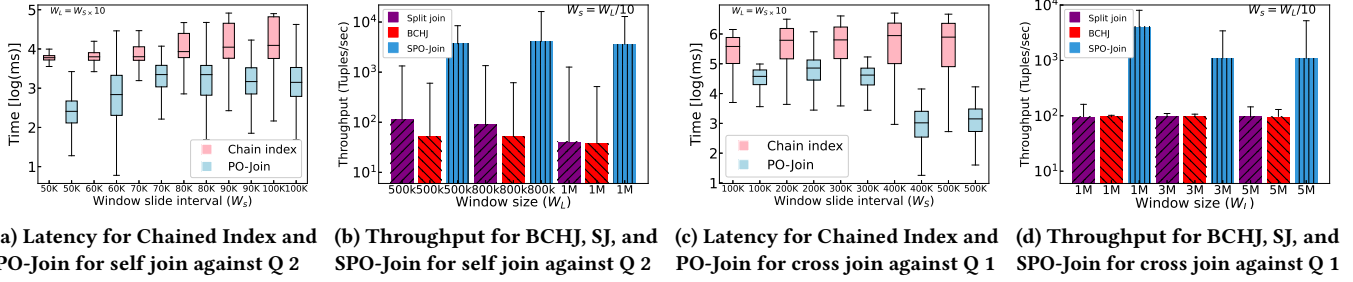 W_L = W_S×10
Time [log(ms)]
5
4
3
2
1
Chain index
PO-Join
50K 50K 60K 60K 70K 70K 80K 80K 90K 90K 100K 100K
Window slide interval (W_S)
W_s = W_L/10
Throughput (Tuples/sec)
10^4
10^3
10^2
10^1
Split join
BCHJ
SPO-Join
500k 500k 500k 800k 800k 800k 1M 1M 1M
Window size (W_L)
W_L = W_S×10
Time [log(ms)]
6
5
4
3
2
1
Chain index
PO-Join
100K 100K 200K 200K 300K 300K 400K 400K 500K 500K
Window slide interval (W_S)
W_s = W_L/10
Throughput (Tuples/sec)
10^4
10^3
10^2
10^1
Split join
BCHJ
SPO-Join
1M 1M 1M 3M 3M 3M 5M 5M 5M
Window size (W_L)
a) Latency for Chained Index and
PO-Join for self join against Q 2
(b) Throughput for BCHJ, SJ, and
SPO-Join for self join against Q 2
(c) Latency for Chained Index and
PO-Join for cross join against Q 1
(d) Throughput for BCHJ, SJ, and
SPO-Join for cross join against Q 1